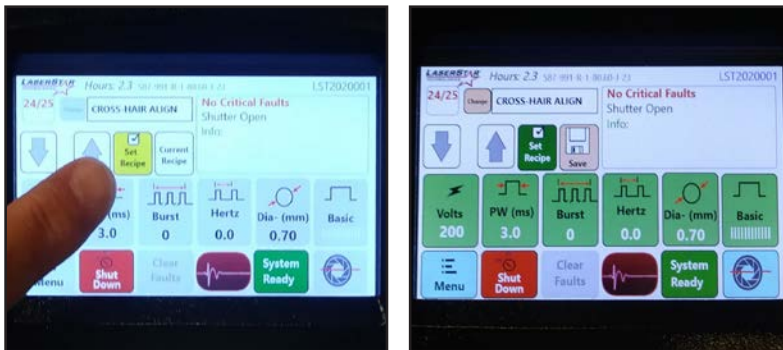 LASERSTAR
Hours: 2.3
LST2020001
24/25
Change
CROSS-HAIR ALIGN
No Critical Faults
Shutter Open
Info:
Set Recipe
Current Recipe
(ms)
3.0
Burst
0
Hertz
0.0
Dia- (mm)
0.70
Basic
Menu
Shut Down
Clear Faults
System Ready
LASERSTAR
Hours: 2.3
LST2020001
24/25
Change
CROSS-HAIR ALIGN
No Critical Faults
Shutter Open
Info:
Set Recipe
Save
Volts
200
PW (ms)
3.0
Burst
0
Hertz
0.0
Dia- (mm)
0.70
Basic
Menu
Shut Down
Clear Faults
System Ready